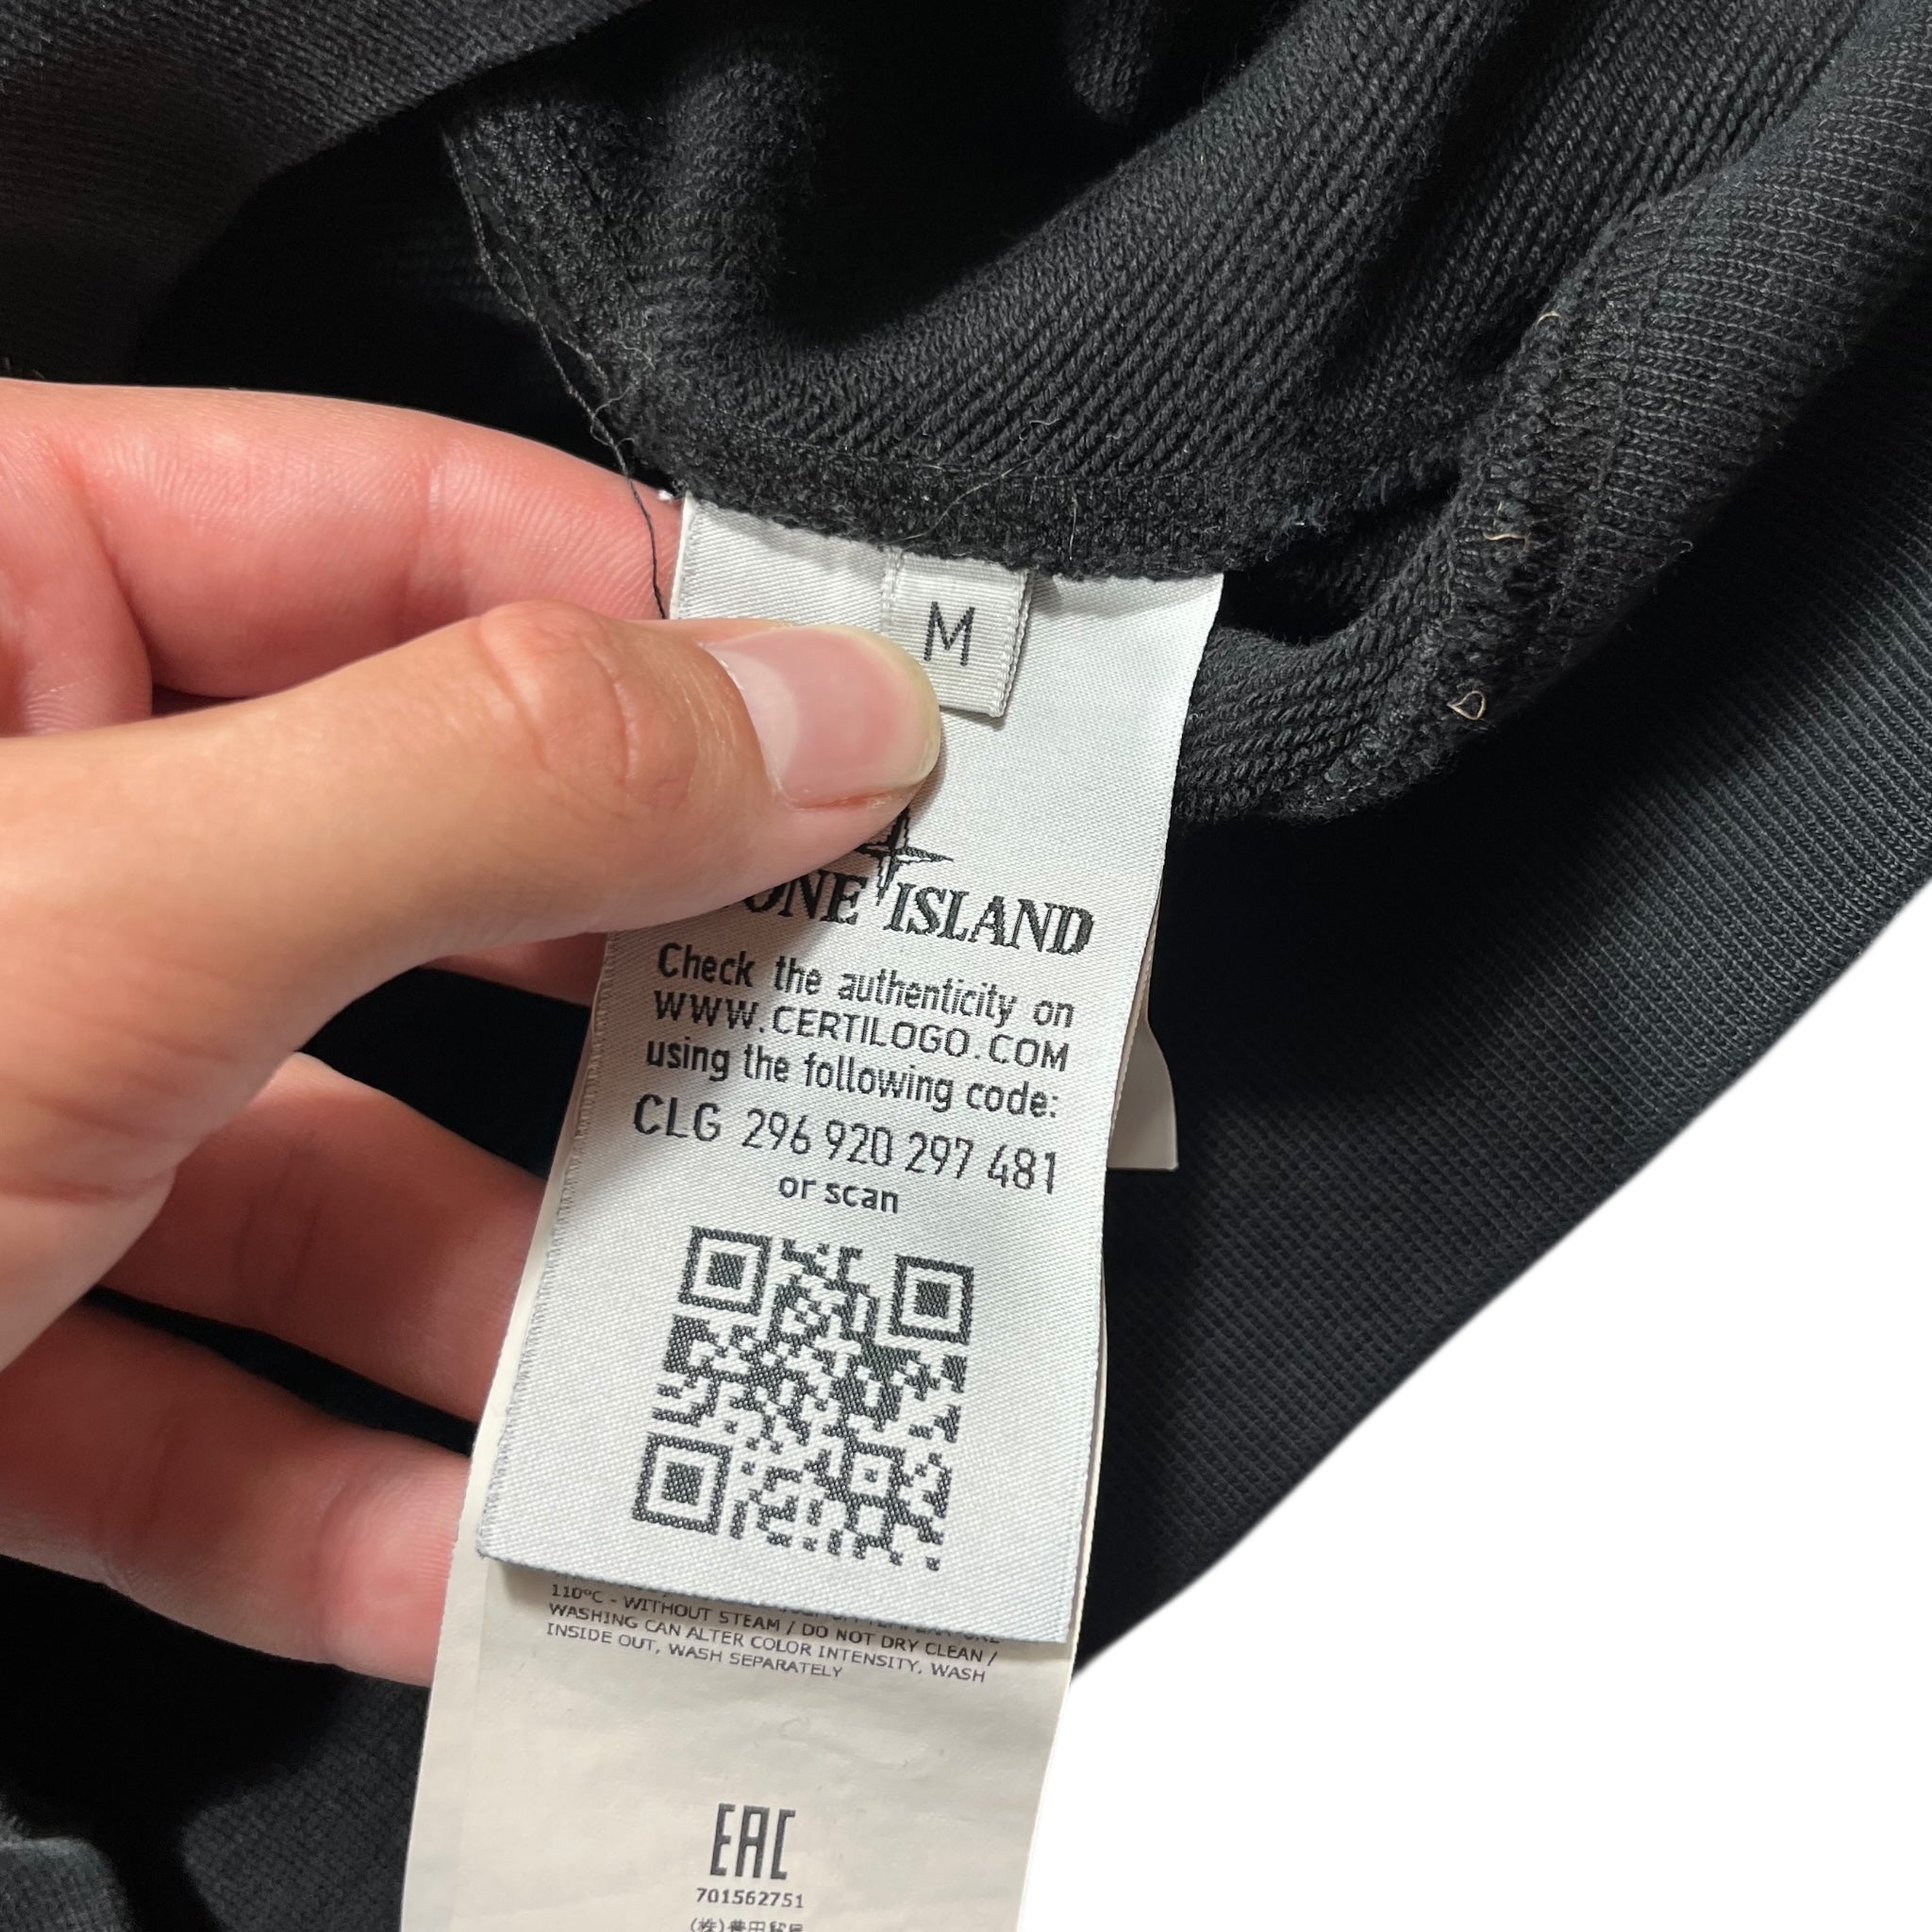 M
ONE ISLAND
Check the authenticity on
WWW.CERTILOGO.COM
using the following code:
CLG 296 920 297 481
or scan
110°C - WITHOUT STEAM / DO NOT DRY CLEAN /
WASHING CAN ALTER COLOR INTENSITY, WASH
INSIDE OUT, WASH SEPARATELY
EAC
701562751